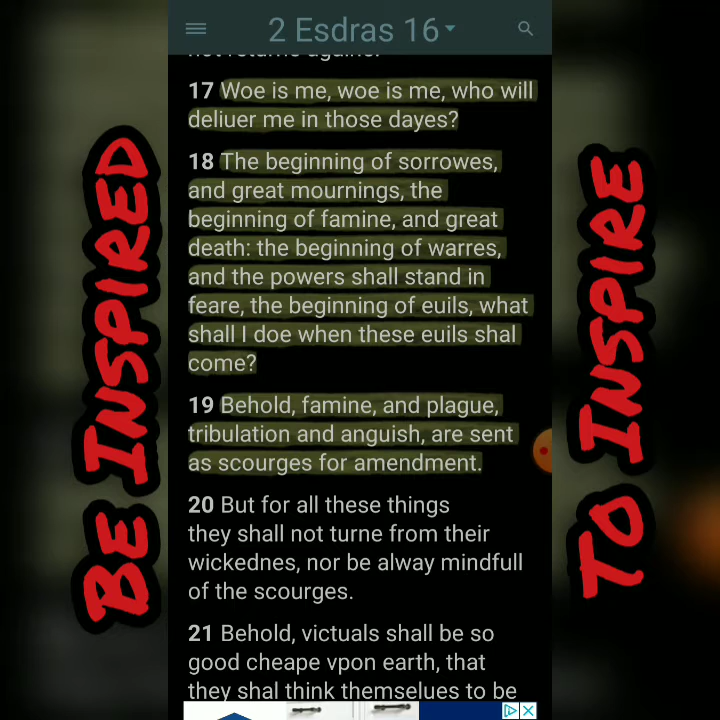 2 Esdras 16
not returne againe.
17 Woe is me, woe is me, who will
deliuer me in those dayes?
18 The beginning of sorrowes,
and great mournings, the
beginning of famine, and great
death: the beginning of warres,
and the powers shall stand in
feare, the beginning of euils, what
shall I doe when these euils shal
come?
19 Behold, famine, and plague,
tribulation and anguish, are sent
as scourges for amendment.
20 But for all these things
they shall not turne from their
wickednes, nor be alway mindfull
of the scourges.
21 Behold, victuals shall be so
good cheape vpon earth, that
they shal think themselues to be
BE INSPIRED
TO INSPIRE